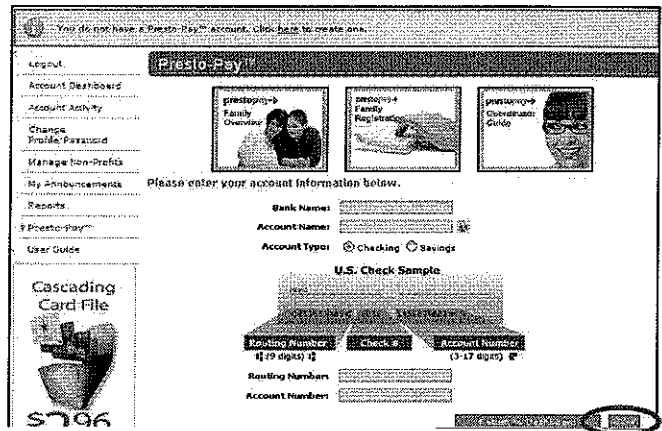 You do not have a Presto-Pay™ account. Click here to create one.
Logout
Account Dashboard
Account Activity
Change
Profile/Password
Manage Non-Profits
My Announcements
Reports
Presto-Pay™
User Guide
Cascading
Card File
$7.96
Presto-Pay™
prestopay
Family
Overview
prestopay
Family
Registration
prestopay
Coordinator
Guide
Please enter your account information below.
Bank Name:
Account Name:
Account Type: Checking Savings
U.S. Check Sample
Routing Number Check # Account Number
(9 digits) (3-17 digits)
Routing Number:
Account Number: